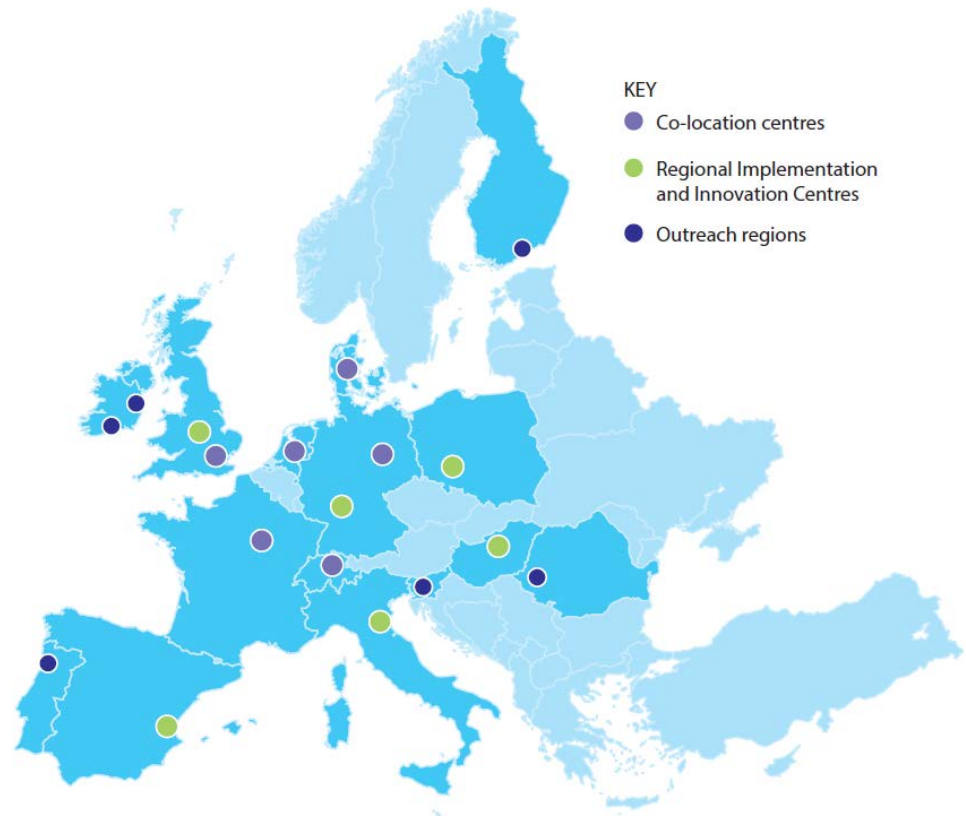 KEY
Co-location centres
Regional Implementation
and Innovation Centres
Outreach regions